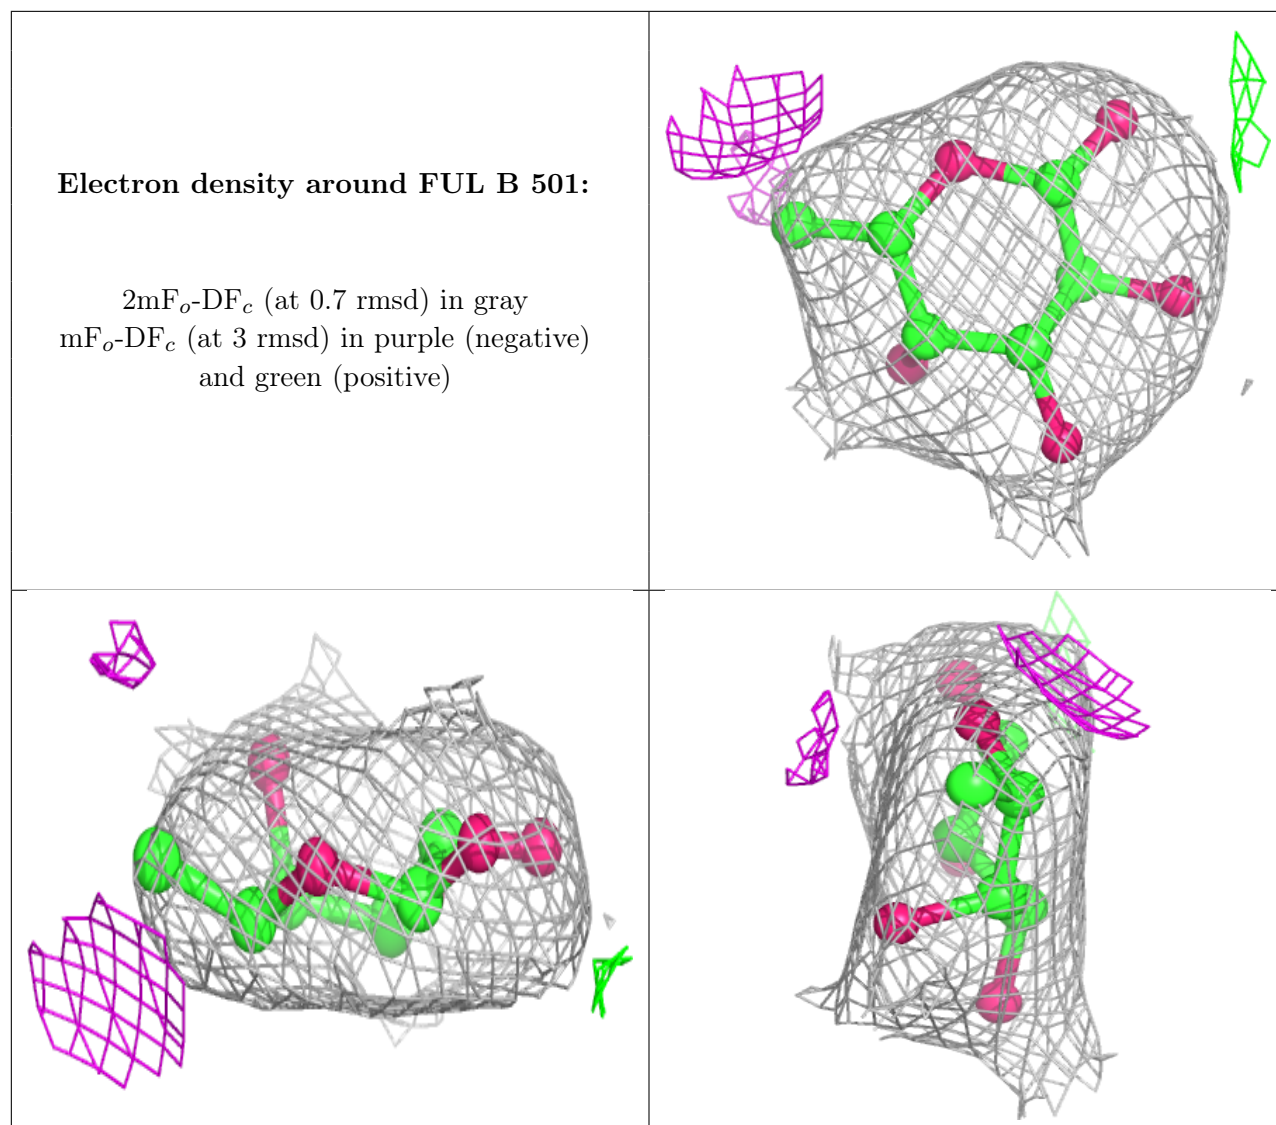 Electron density around FUL B 501:
2mFo-DFc (at 0.7 rmsd) in gray
mFo-DFc (at 3 rmsd) in purple (negative)
and green (positive)